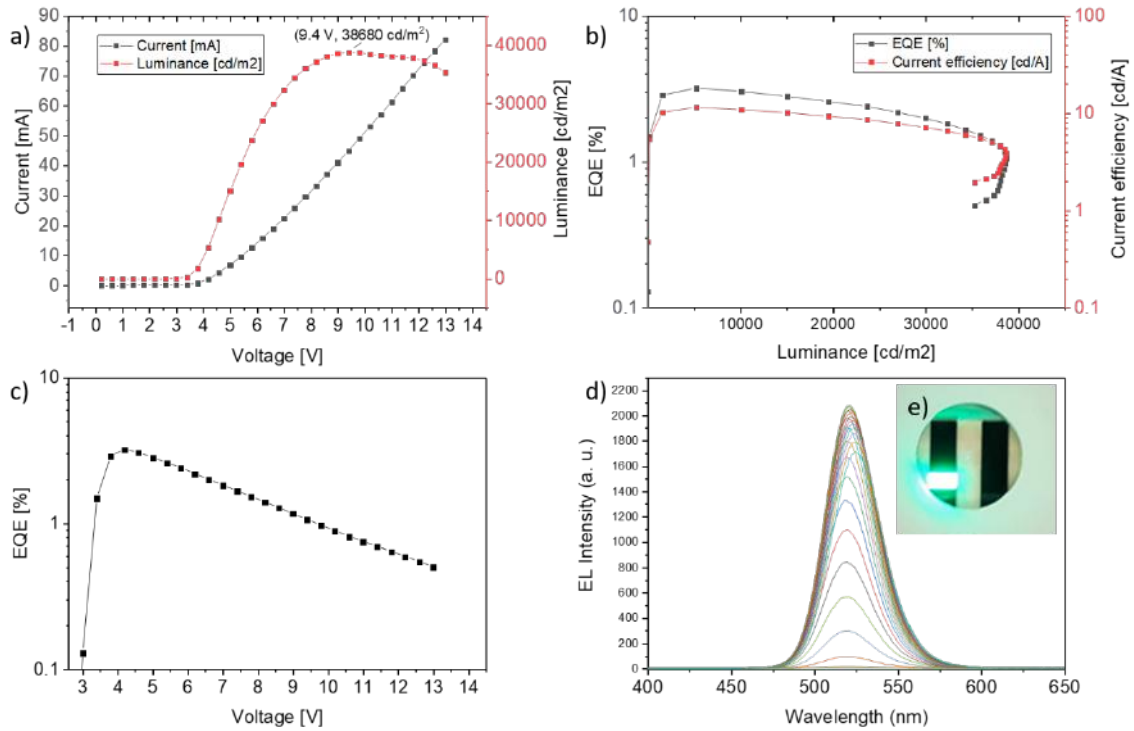 a)
Current [mA]
Luminance [cd/m2]
(9.4 V, 38680 cd/m²)
90
80
70
60
50
40
30
20
10
0
Current [mA]
40000
30000
20000
10000
0
Luminance [cd/m2]
-1 0 1 2 3 4 5 6 7 8 9 10 11 12 13 14
Voltage [V]
b)
EQE [%]
Current efficiency [cd/A]
10
1
0.1
EQE [%]
100
10
1
0.1
Current efficiency [cd/A]
10000 20000 30000 40000
Luminance [cd/m2]
c)
10
1
0.1
EQE [%]
3 4 5 6 7 8 9 10 11 12 13 14
Voltage [V]
d)
e)
2200
2000
1800
1600
1400
1200
1000
800
600
400
200
0
EL Intensity (a. u.)
400 450 500 550 600 650
Wavelength (nm)